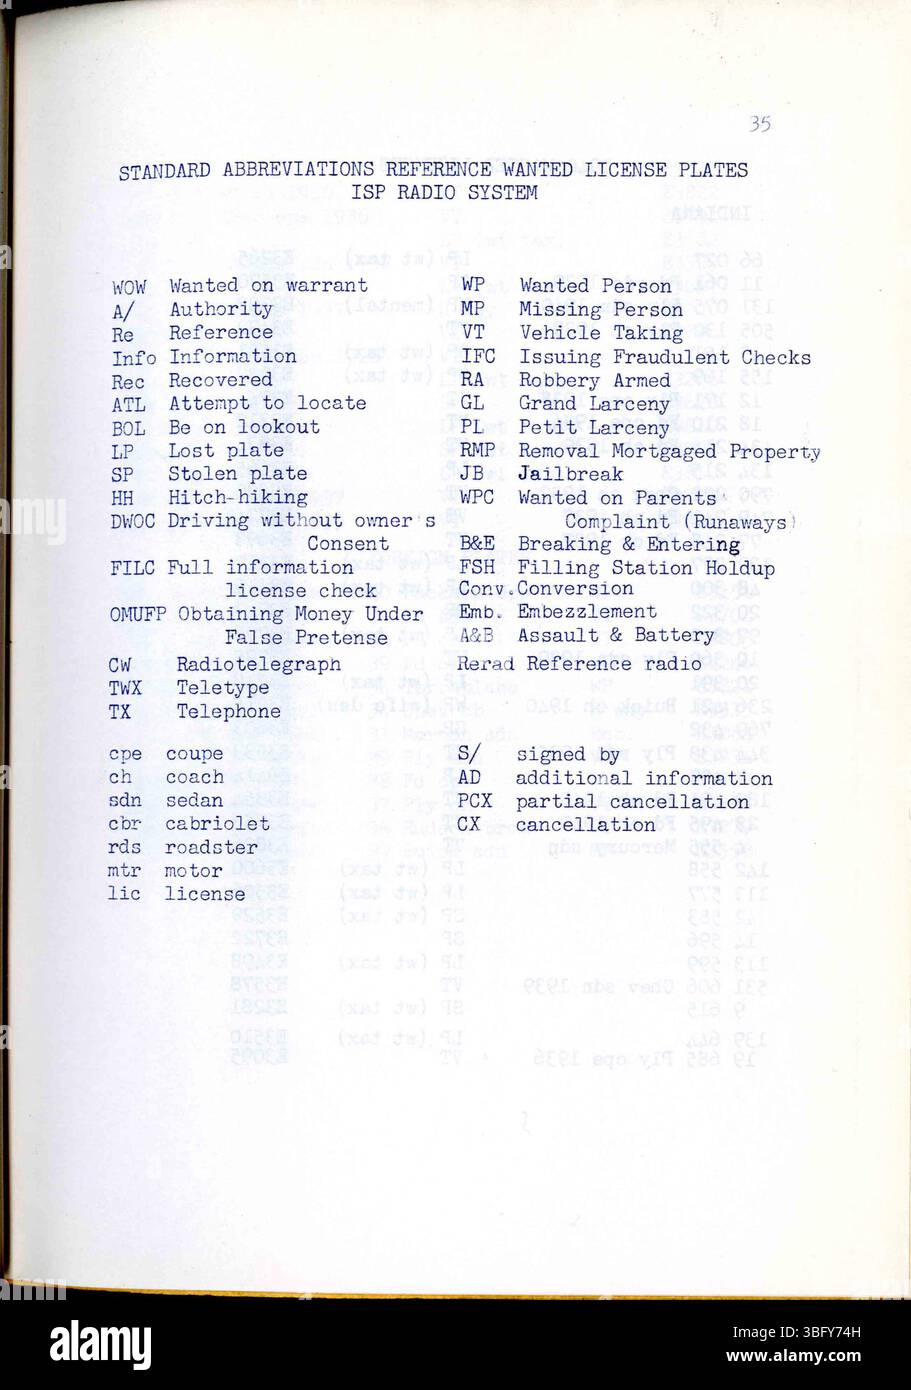 35
STANDARD ABBREVIATIONS REFERENCE WANTED LICENSE PLATES
ISP RADIO SYSTEM
WOW Wanted on warrant
A/ Authority
Re Reference
Info Information
Rec Recovered
ATL Attempt to locate
BOL Be on lookout
LP Lost plate
SP Stolen plate
HH Hitch-hiking
DWOC Driving without owner's
Consent
FILC Full information
license check
OMUFP Obtaining Money Under
False Pretense
CW Radiotelegraph
TWX Teletype
TX Telephone
WP Wanted Person
MP Missing Person
VT Vehicle Taking
IFC Issuing Fraudulent Checks
RA Robbery Armed
GL Grand Larceny
PL Petit Larceny
RMP Removal Mortgaged Property
JB Jailbreak
WPC Wanted on Parents'
Complaint (Runaways)
B&E Breaking & Entering
FSH Filling Station Holdup
Conv. Conversion
Emb. Embezzlement
A&B Assault & Battery
Rerad Reference radio
cpe coupe
ch coach
sdn sedan
cbr cabriolet
rds roadster
mtr motor
lic license
S/ signed by
AD additional information
PCX partial cancellation
CX cancellation
alamy
Image ID: 3BFY74H
www.alamy.com